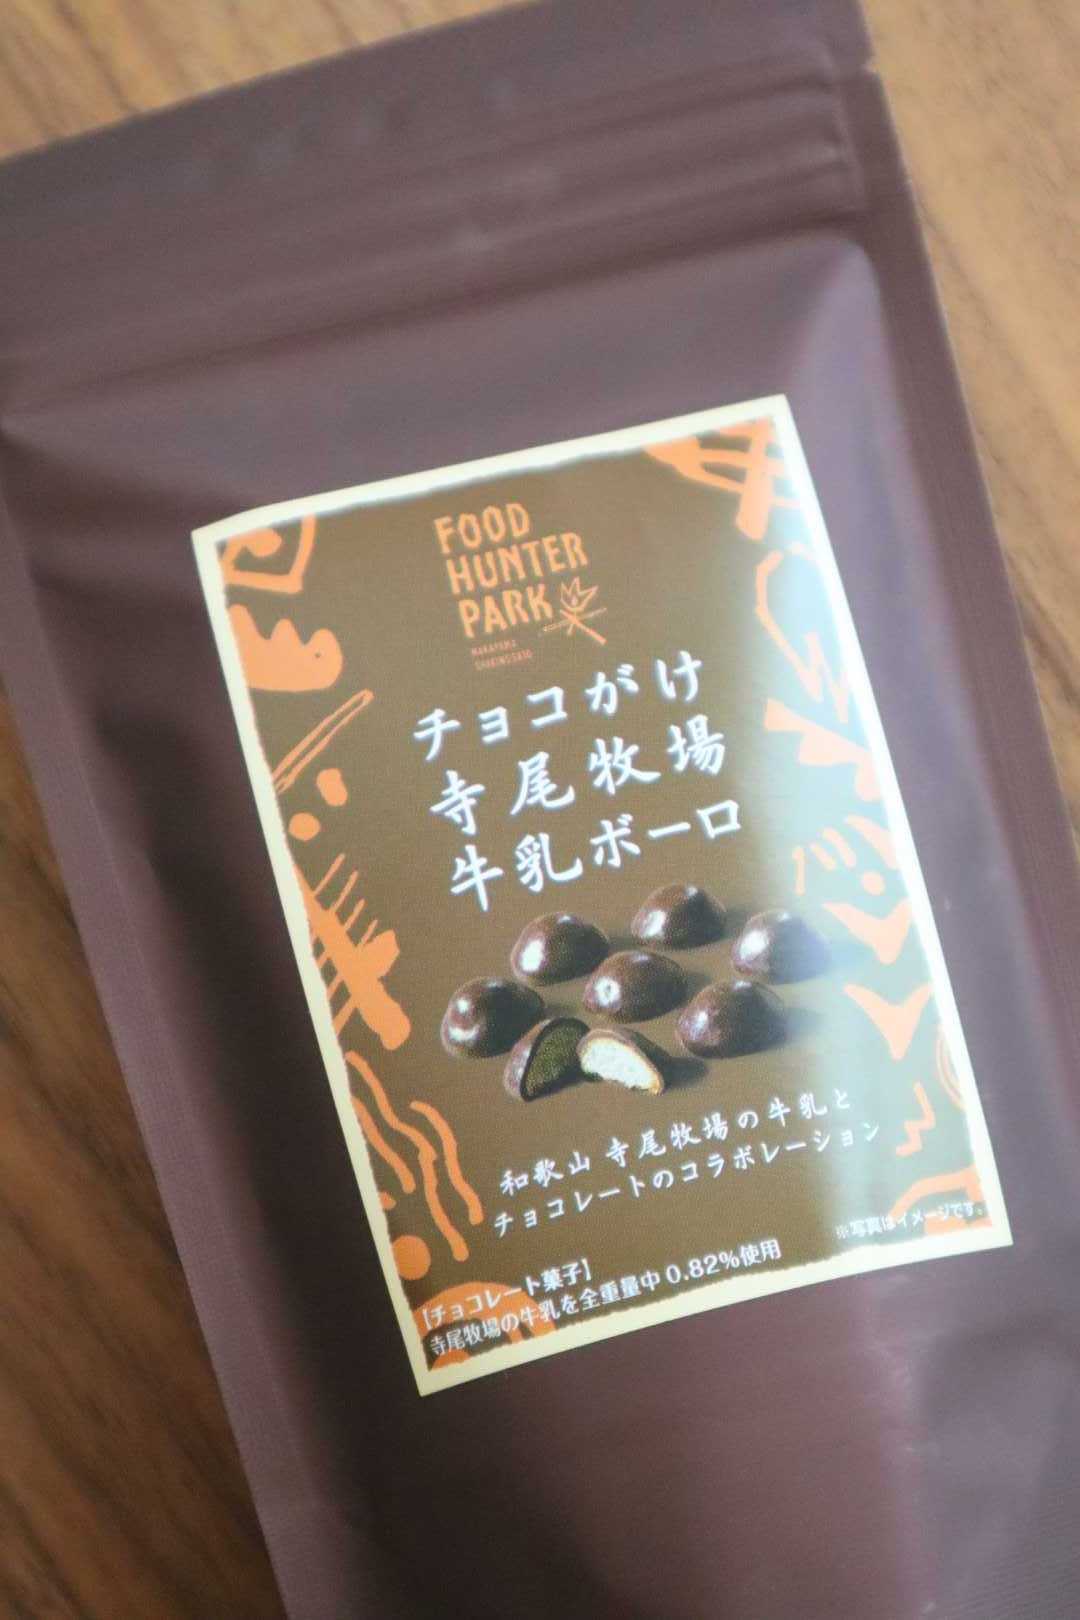 FOOD
HUNTER
PARK
WAKAYAMA
チョコがけ
寺尾牧場
牛乳ボーロ
和歌山 寺尾牧場の牛乳と
チョコレートのコラボレーション
※写真はイメージです。
【チョコレート菓子】
寺尾牧場の牛乳を全重量中0.82%使用